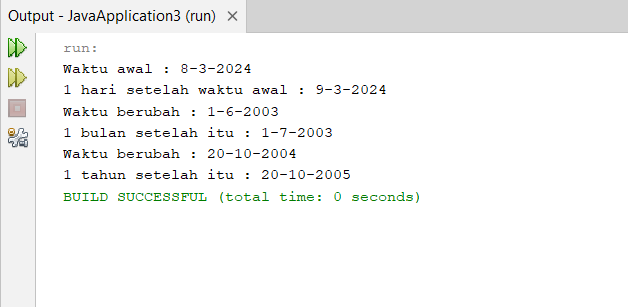 Output - JavaApplication3 (run) ×
run:
Waktu awal : 8-3-2024
1 hari setelah waktu awal : 9-3-2024
Waktu berubah : 1-6-2003
1 bulan setelah itu : 1-7-2003
Waktu berubah : 20-10-2004
1 tahun setelah itu : 20-10-2005
BUILD SUCCESSFUL (total time: 0 seconds)